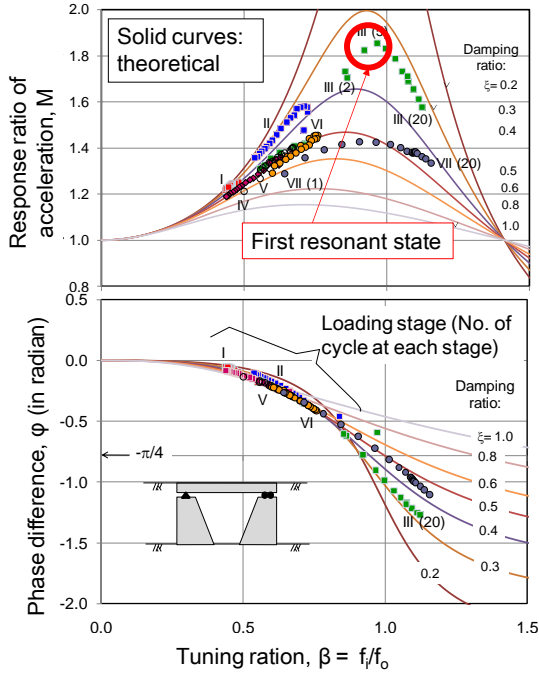 Solid curves:
theoretical
Response ratio of
acceleration, M
2.0
1.8
1.6
1.4
1.2
1.0
0.8
III (5)
III (2)
III (20)
II
I
VI
V
IV
VII (1)
VII (20)
Damping
ratio:
ξ= 0.2
0.3
0.4
0.5
0.6
0.8
1.0
First resonant state
Phase difference, φ (in radian)
0.5
0.0
-0.5
-π/4
-1.0
-1.5
-2.0
Loading stage (No. of
cycle at each stage)
I
II
V
VI
III (20)
Damping
ratio:
ξ= 1.0
0.8
0.6
0.5
0.4
0.3
0.2
0.0
0.5
1.0
1.5
Tuning ration, β = fi/fo